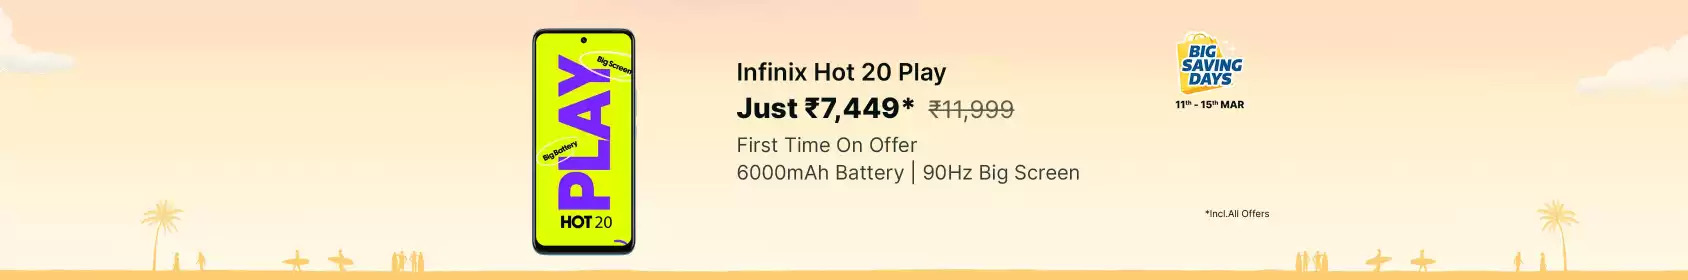 Big Screen
PLAY
Big Battery
HOT 20
Infinix Hot 20 Play
Just ₹7,449* ₹11,999
First Time On Offer
6000mAh Battery | 90Hz Big Screen
BIG
SAVING
DAYS
11th - 15th MAR
*Incl.All Offers